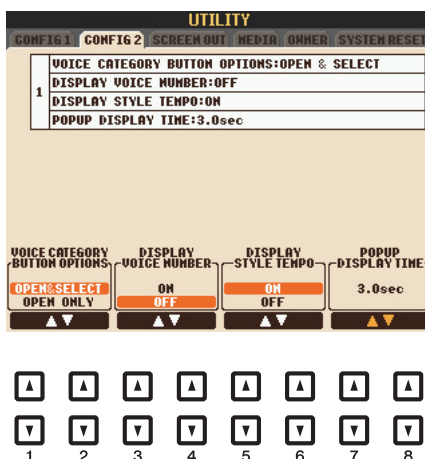 UTILITY
CONFIG 1 CONFIG 2 SCREEN OUT MEDIA OWNER SYSTEM RESET
VOICE CATEGORY BUTTON OPTIONS:OPEN & SELECT
1
DISPLAY VOICE NUMBER:OFF
DISPLAY STYLE TEMPO:ON
POPUP DISPLAY TIME:3.0sec
VOICE CATEGORY DISPLAY DISPLAY POPUP
BUTTON OPTIONS VOICE NUMBER STYLE TEMPO DISPLAY TIME
OPEN&SELECT ON ON 3.0sec
OPEN ONLY OFF OFF
1 2 3 4 5 6 7 8